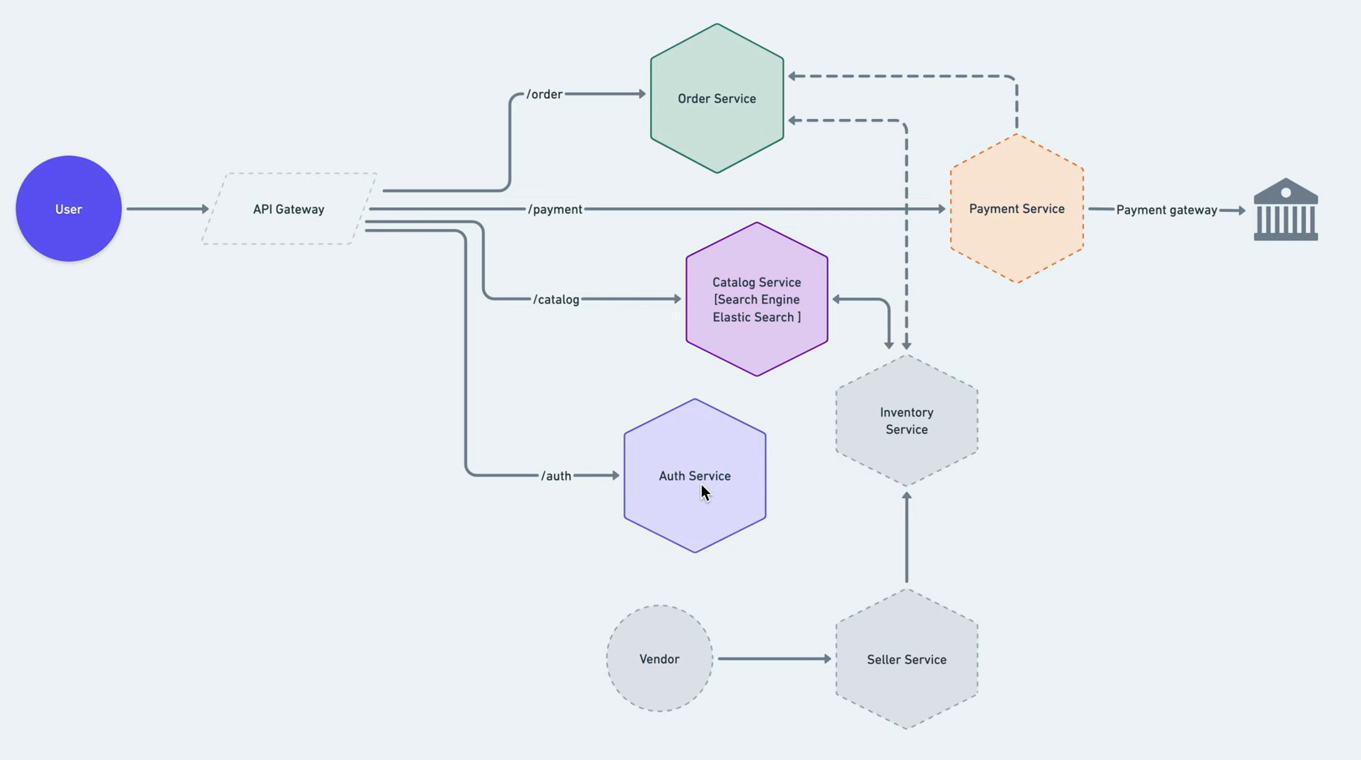 /order
Order Service
User
API Gateway
/payment
Payment Service
Payment gateway
/catalog
Catalog Service
[Search Engine
Elastic Search ]
Inventory
Service
/auth
Auth Service
Vendor
Seller Service